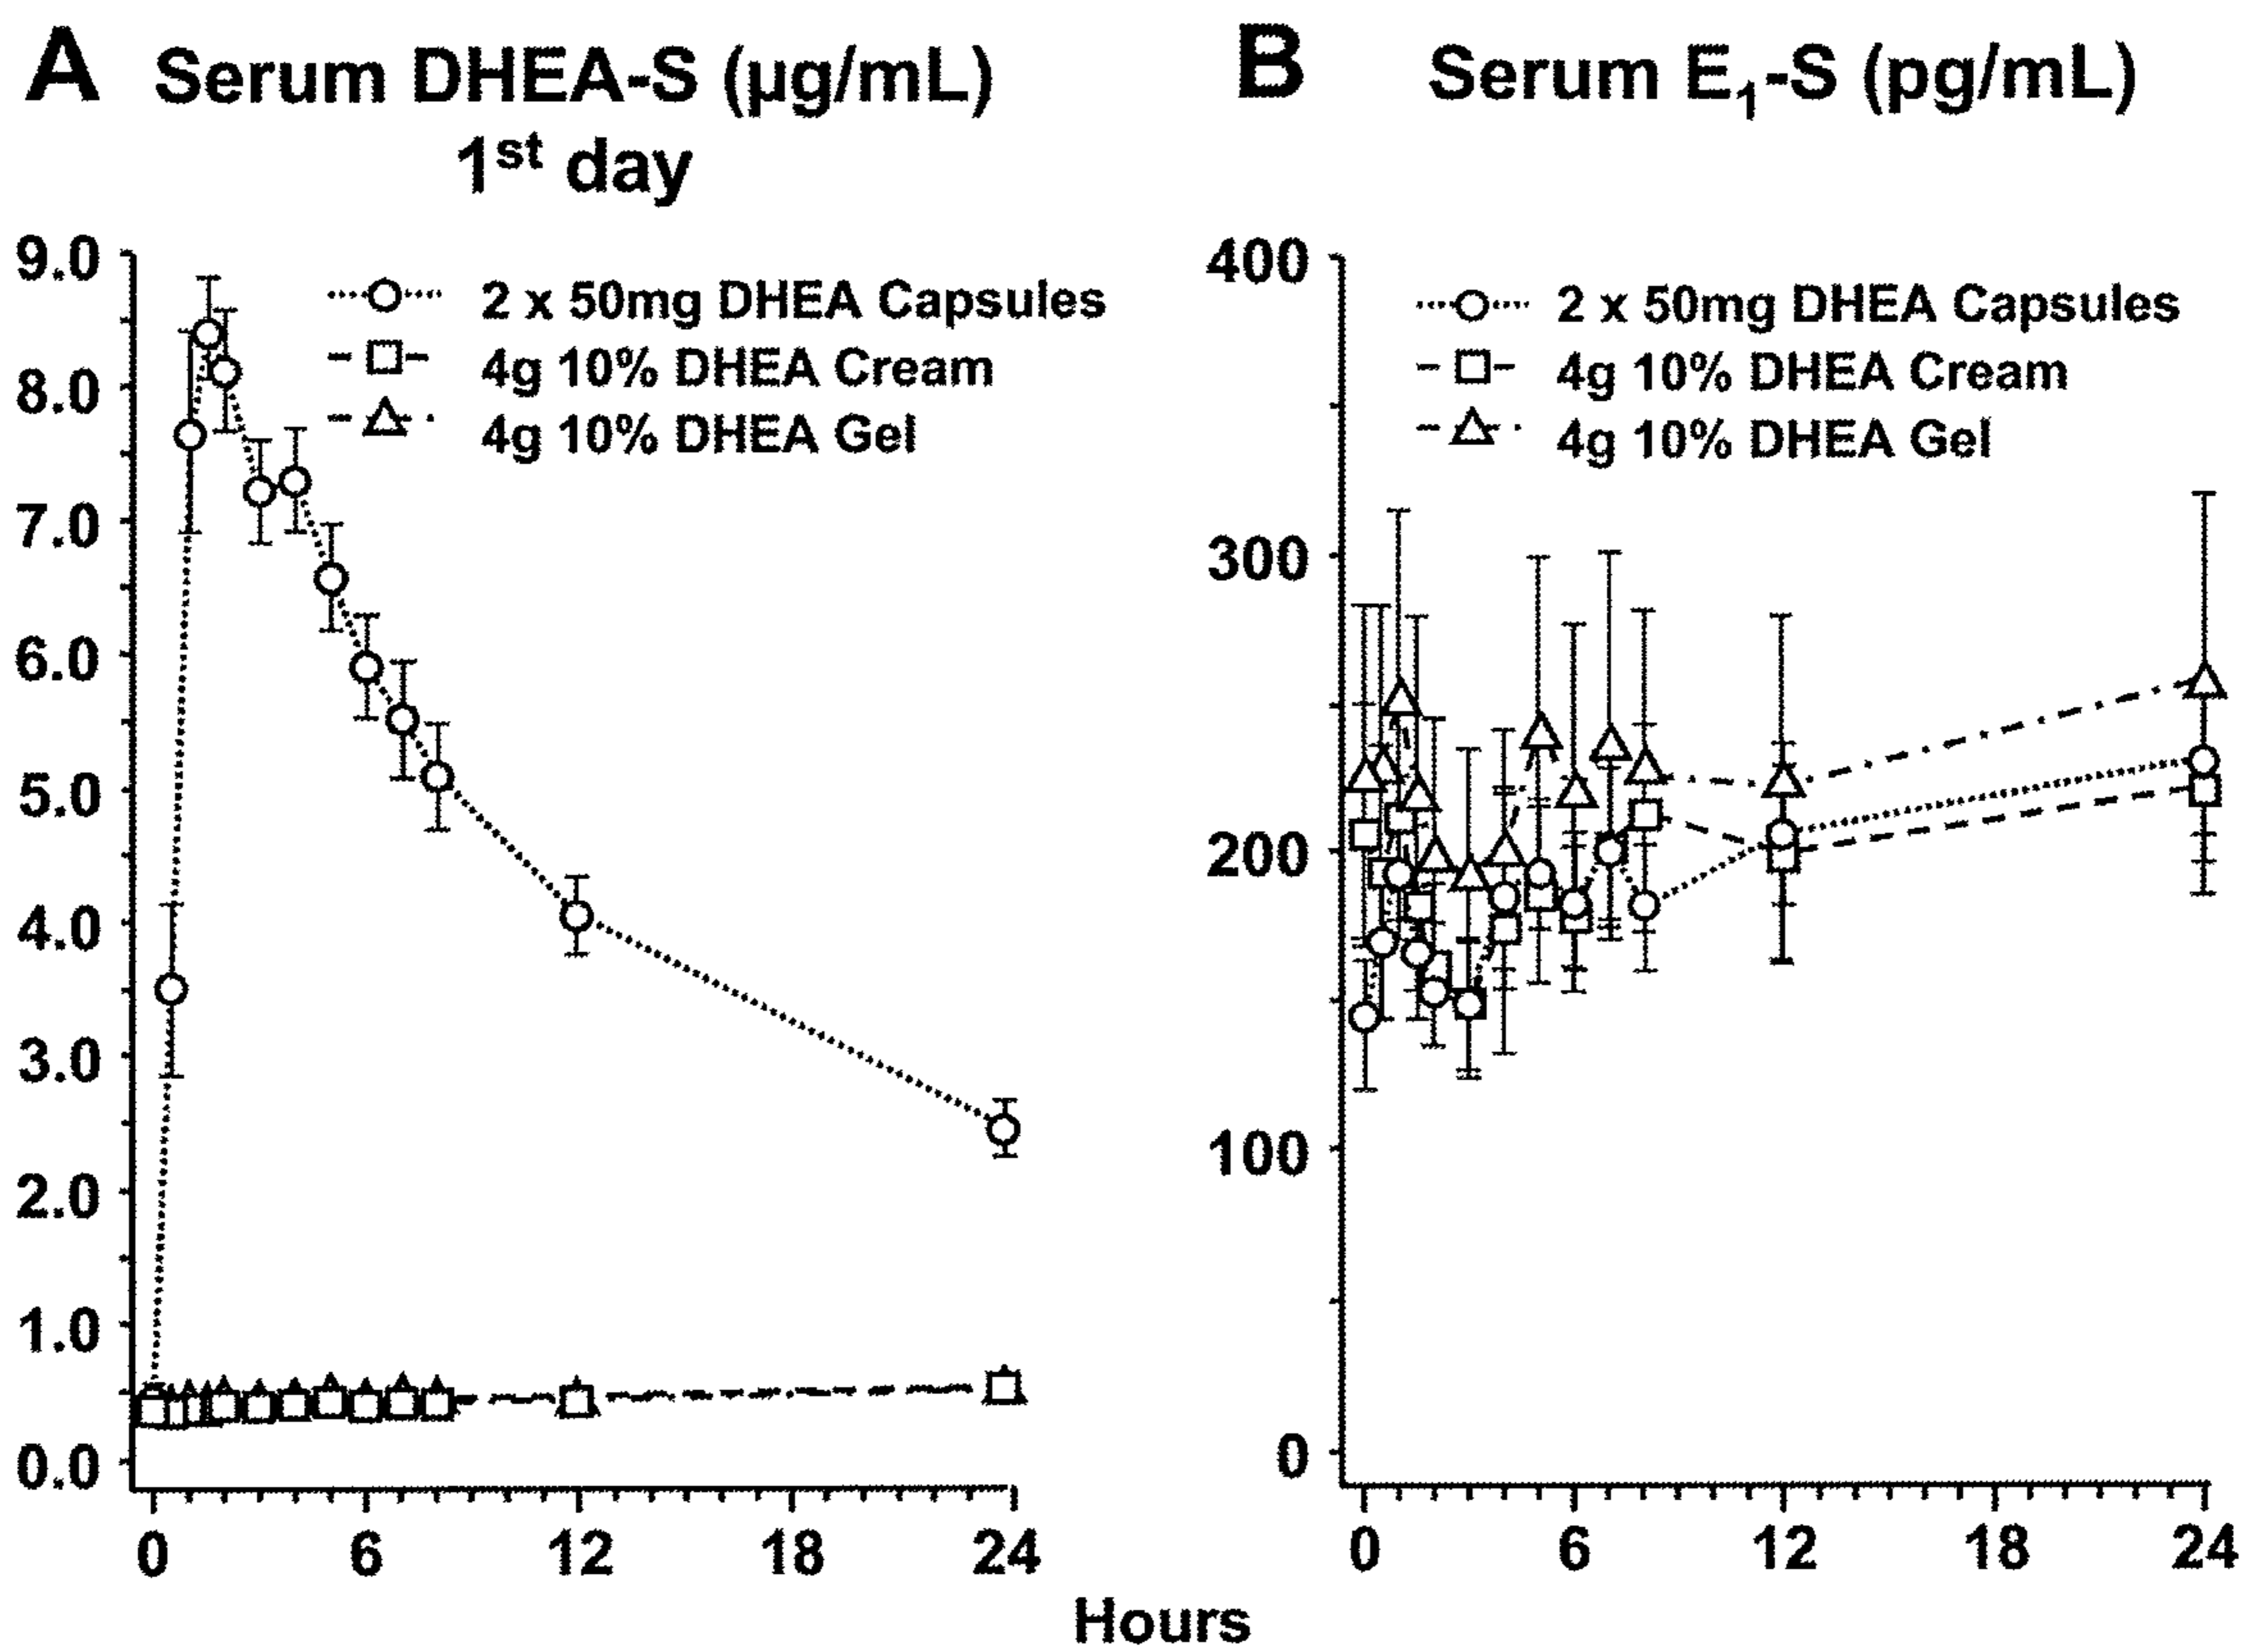 A Serum DHEA-S (µg/mL)
1st day
9.0
8.0
7.0
6.0
5.0
4.0
3.0
2.0
1.0
0.0
2 x 50mg DHEA Capsules
4g 10% DHEA Cream
4g 10% DHEA Gel
0 6 12 18 24
B Serum E1-S (pg/mL)
400
300
200
100
0
2 x 50mg DHEA Capsules
4g 10% DHEA Cream
4g 10% DHEA Gel
0 6 12 18 24
Hours